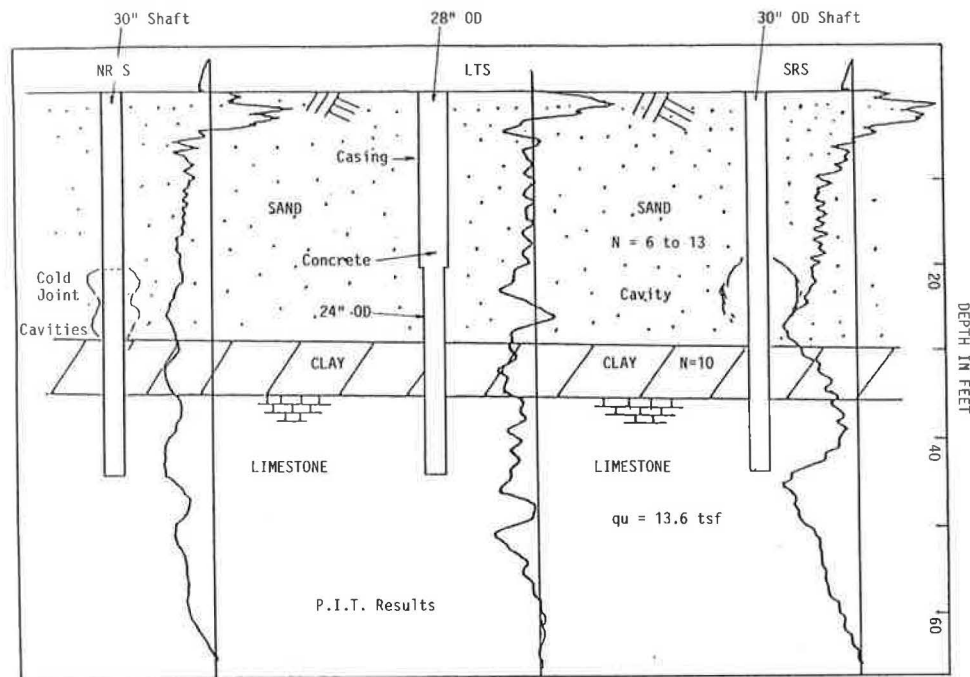 30" Shaft
28" OD
30" OD Shaft
NR S
LTS
SRS
Casing
SAND
SAND
N = 6 to 13
Concrete
Cold
Joint
Cavity
20
24" OD
Cavities
DEPTH IN FEET
CLAY
CLAY N=10
40
LIMESTONE
LIMESTONE
qu = 13.6 tsf
P.I.T. Results
60